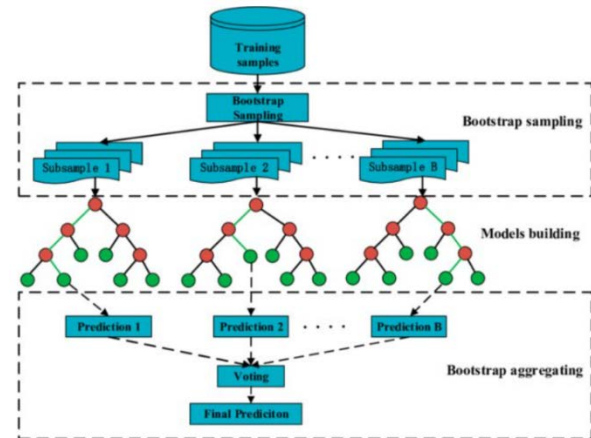 Training
samples
Bootstrap
Sampling
Bootstrap sampling
Subsample 1
Subsample 2
Subsample B
Models building
Prediction 1
Prediction 2
Prediction B
Bootstrap aggregating
Voting
Final Prediciton